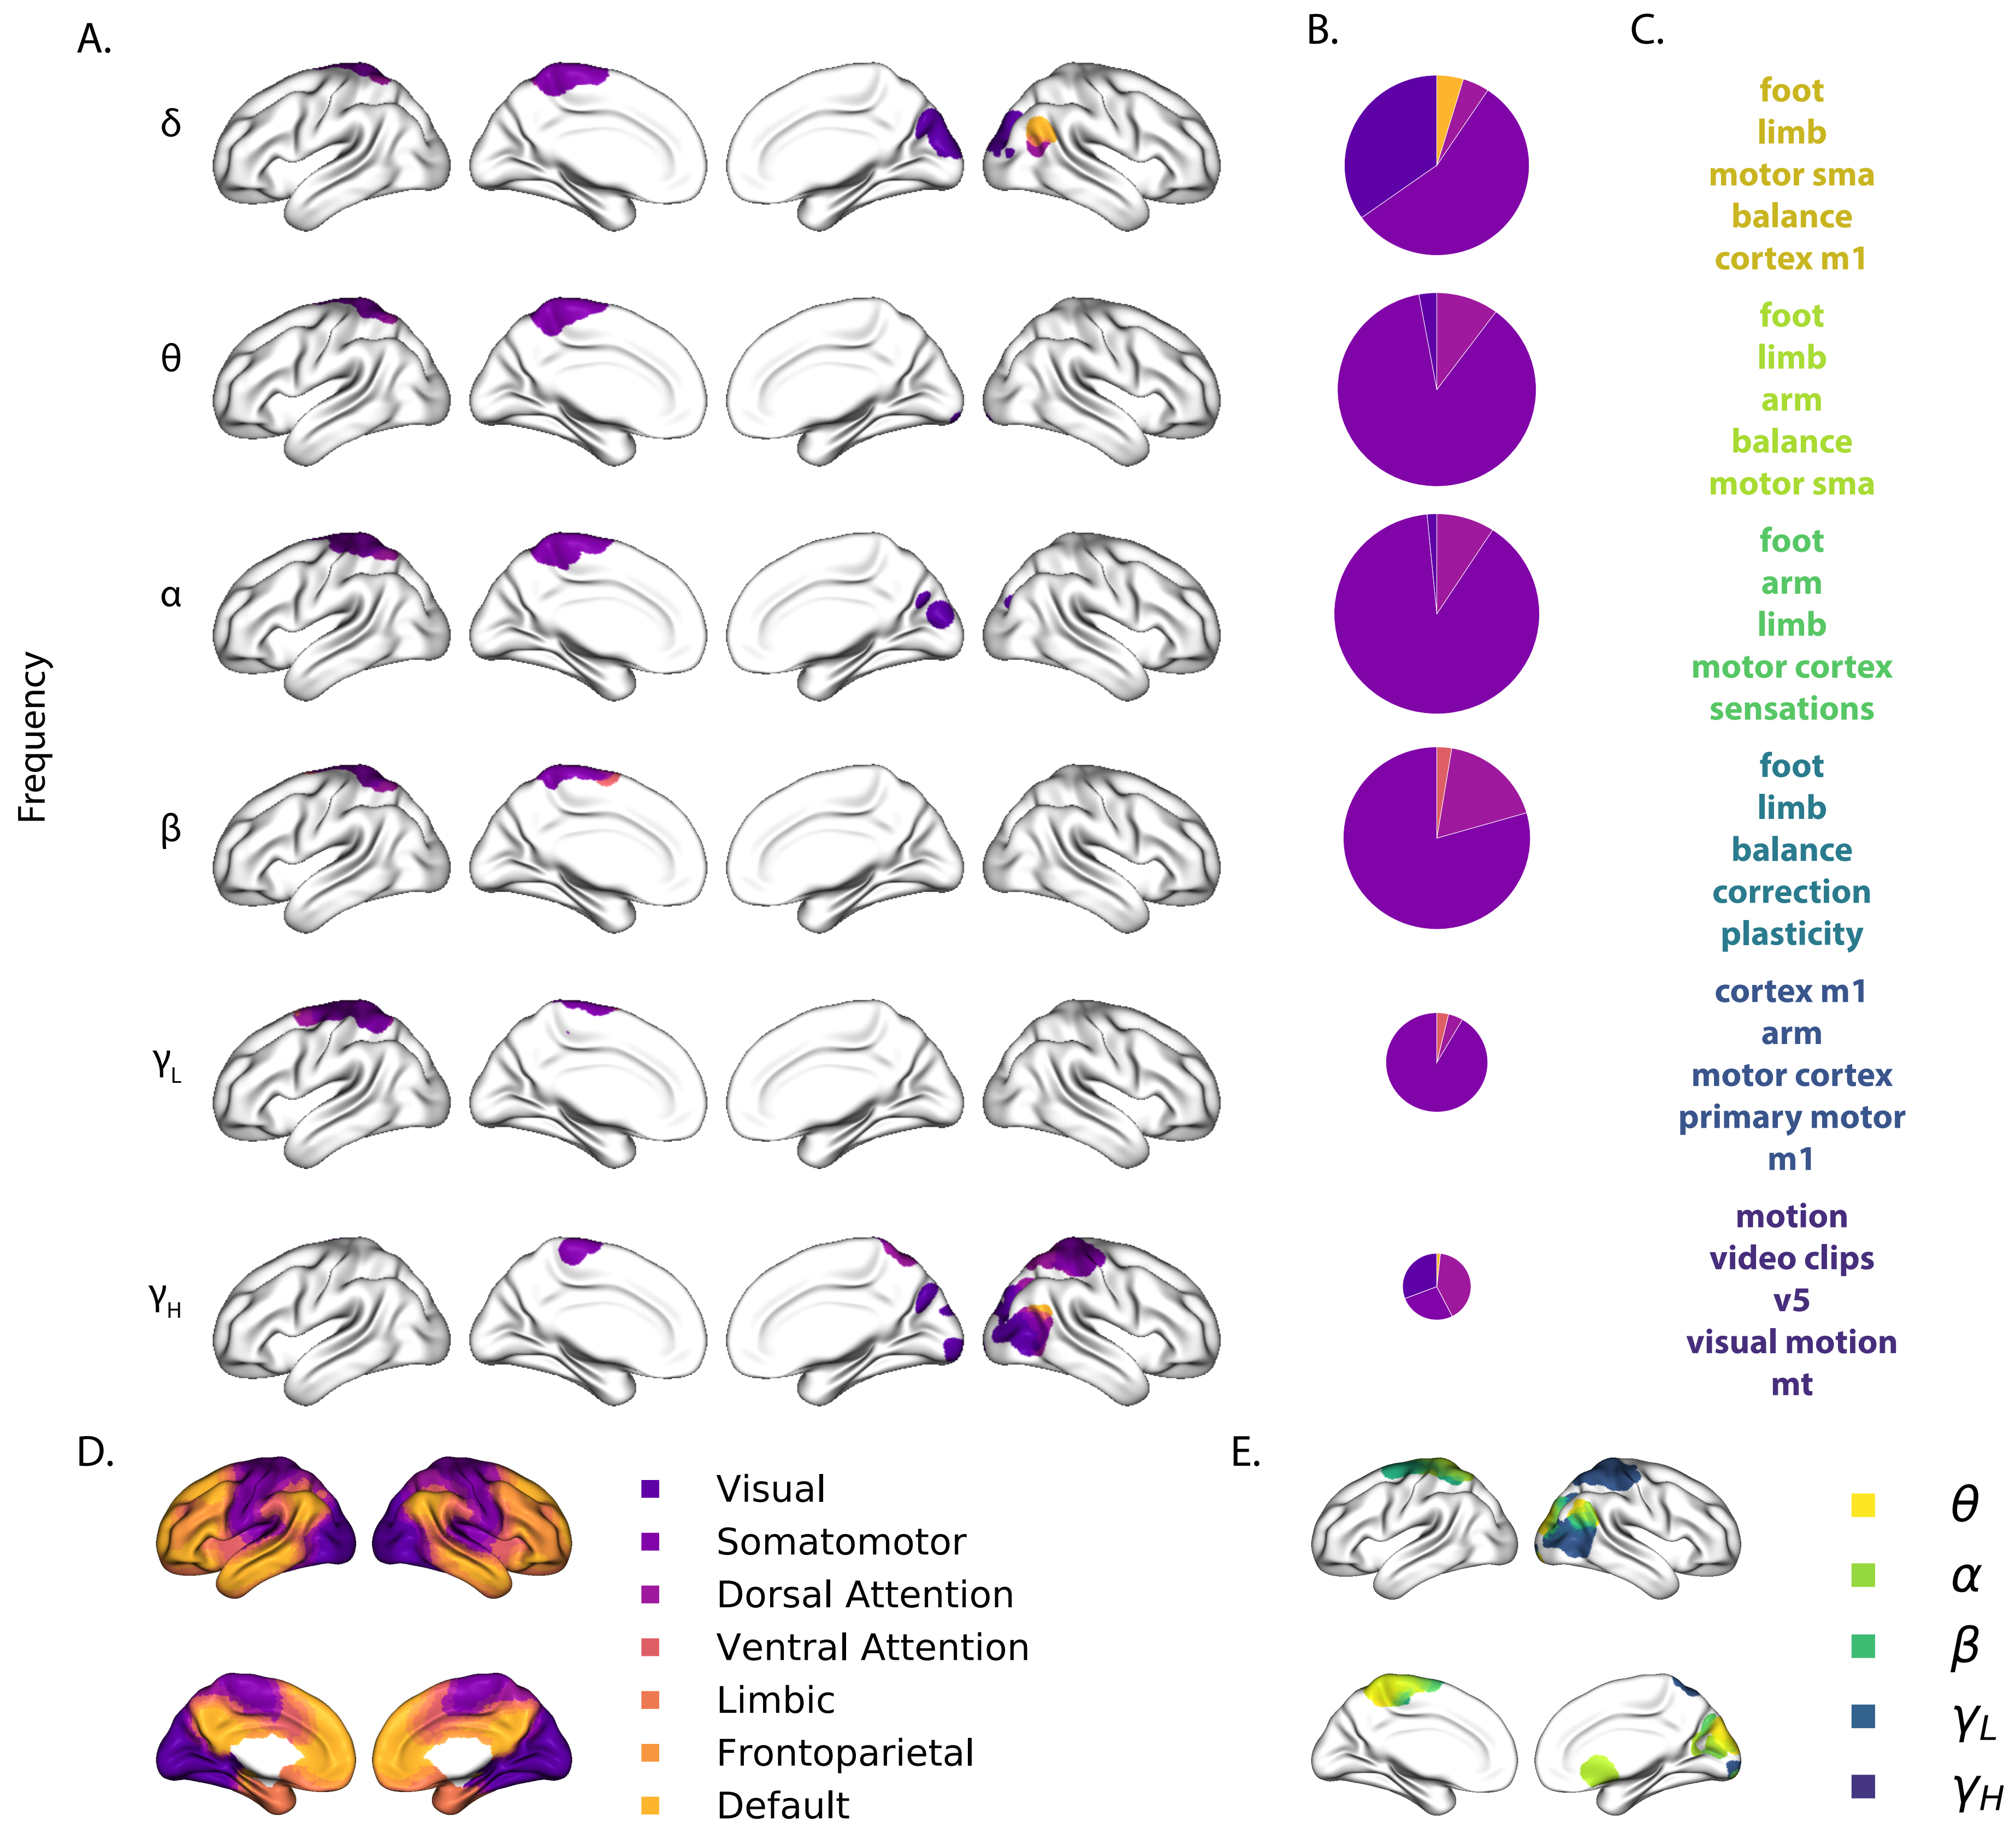 A.
B.
C.
Frequency
δ
foot
limb
motor sma
balance
cortex m1
θ
foot
limb
arm
balance
motor sma
α
foot
arm
limb
motor cortex
sensations
β
foot
limb
balance
correction
plasticity
γL
cortex m1
arm
motor cortex
primary motor
m1
γH
motion
video clips
v5
visual motion
mt
D.
Visual
Somatomotor
Dorsal Attention
Ventral Attention
Limbic
Frontoparietal
Default
E.
θ
α
β
γL
γH